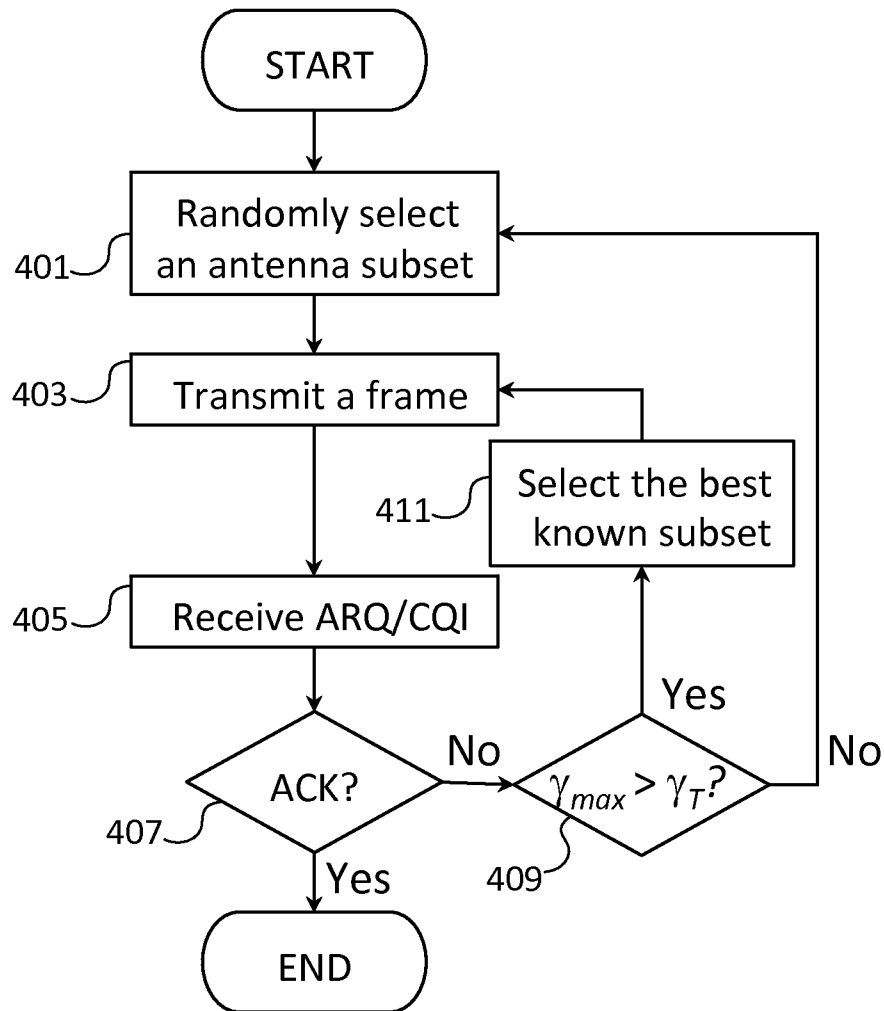 START
Randomly select
an antenna subset
401
Transmit a frame
403
Select the best
known subset
411
Receive ARQ/CQI
405
Yes
No
No
ACK?
γmax > γT?
407
409
Yes
END